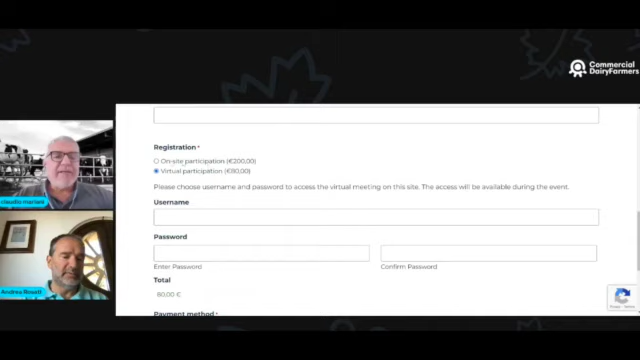 Commercial
DairyFarmers
Registration *
On-site participation (€200,00)
Virtual participation (€80,00)
Please choose username and password to access the virtual meeting on this site. The access will be available during the event.
Username
Password
Enter Password
Confirm Password
Total
80,00 €
Payment method *
Andrea Rosati